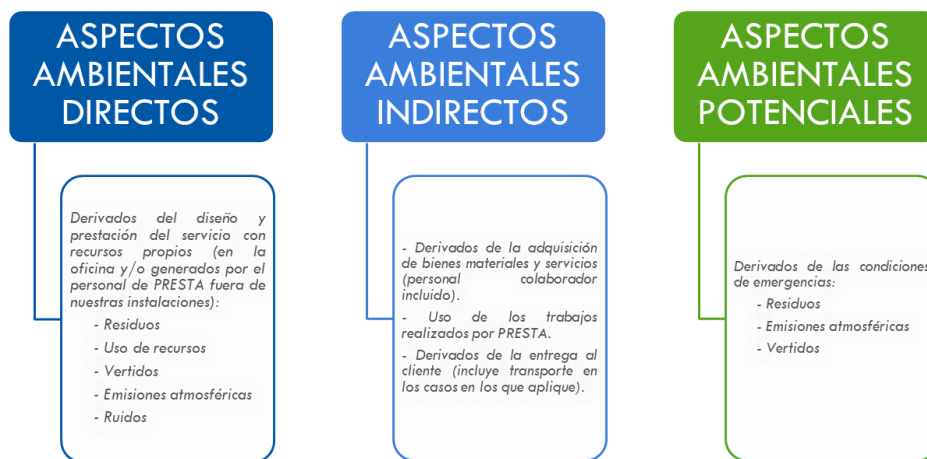 ASPECTOS
AMBIENTALES
DIRECTOS
Derivados del diseño y
prestación del servicio con
recursos propios (en la
oficina y/o generados por el
personal de PRESTA fuera de
nuestras instalaciones):
- Residuos
- Uso de recursos
- Vertidos
- Emisiones atmosféricas
- Ruidos
ASPECTOS
AMBIENTALES
INDIRECTOS
- Derivados de la adquisición
de bienes materiales y servicios
(personal colaborador
incluido).
- Uso de los trabajos
realizados por PRESTA.
- Derivados de la entrega al
cliente (incluye transporte en
los casos en los que aplique).
ASPECTOS
AMBIENTALES
POTENCIALES
Derivados de las condiciones
de emergencias:
- Residuos
- Emisiones atmosféricas
- Vertidos